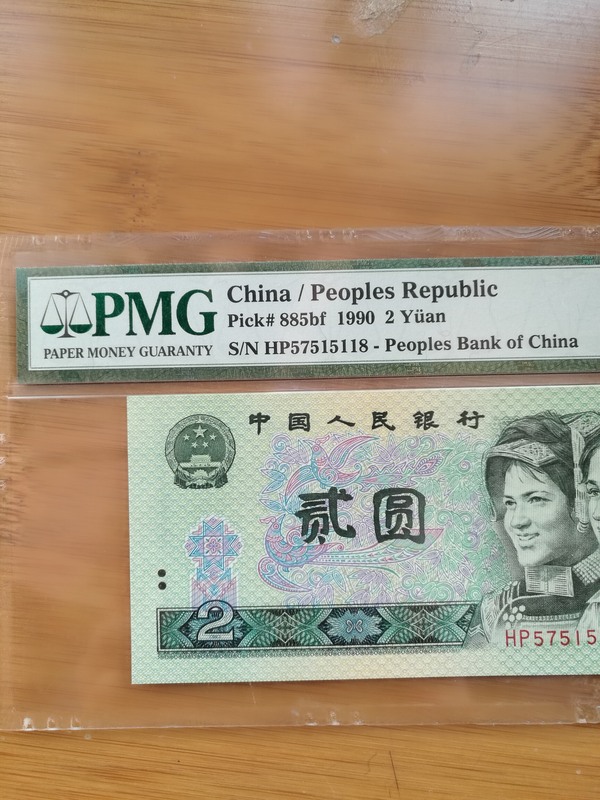 PMG
PAPER MONEY GUARANTY
China / Peoples Republic
Pick# 885bf 1990 2 Yüan
S/N HP57515118 - Peoples Bank of China
中国人民银行
贰圆
2
HP57515